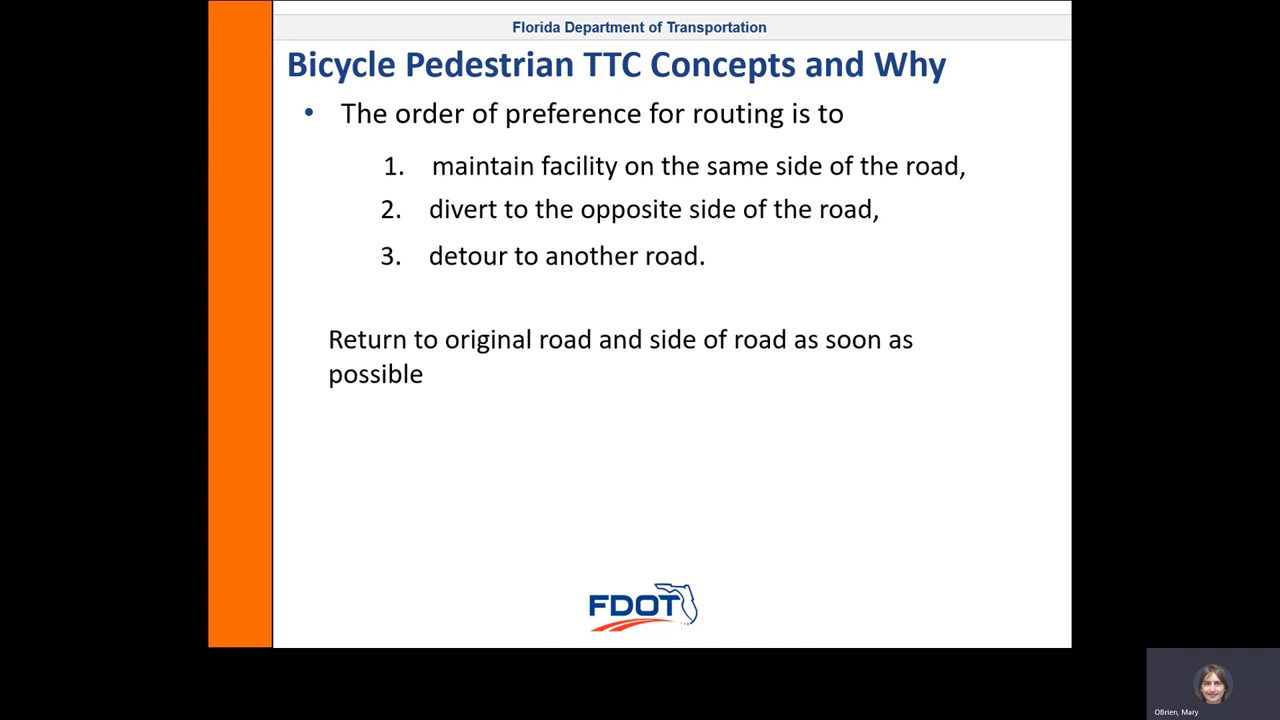 Florida Department of Transportation
Bicycle Pedestrian TTC Concepts and Why
• The order of preference for routing is to
1. maintain facility on the same side of the road,
2. divert to the opposite side of the road,
3. detour to another road.
Return to original road and side of road as soon as
possible
FDOT
OBrien, Mary